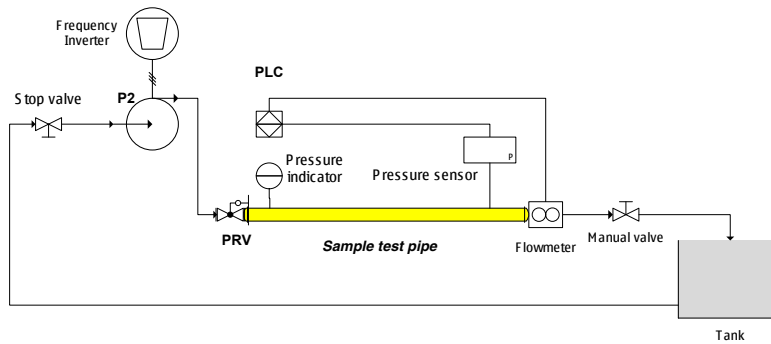 Frequency
Inverter
PLC
Stop valve
P2
Pressure
indicator
Pressure sensor
P
PRV
Sample test pipe
Flowmeter
Manual valve
Tank